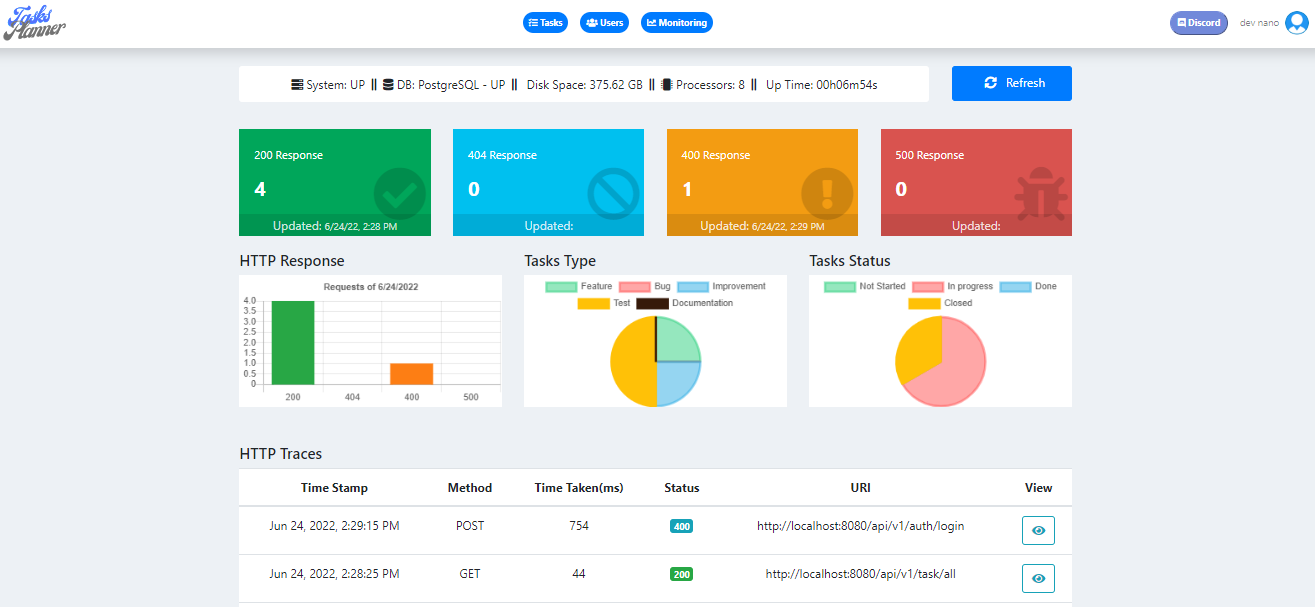 Tasks Planner
Tasks Users Monitoring
Discord dev nano
System: UP || DB: PostgreSQL - UP || Disk Space: 375.62 GB || Processors: 8 || Up Time: 00h06m54s
Refresh
200 Response
4
Updated: 6/24/22, 2:28 PM
404 Response
0
Updated:
400 Response
1
Updated: 6/24/22, 2:29 PM
500 Response
0
Updated:
HTTP Response
Requests of 6/24/2022
4.0
3.5
3.0
2.5
2.0
1.5
1.0
0.5
0
200 404 400 500
Tasks Type
Feature Bug Improvement
Test Documentation
Tasks Status
Not Started In progress Done
Closed
HTTP Traces
Time Stamp Method Time Taken(ms) Status URI View
Jun 24, 2022, 2:29:15 PM POST 754 400 http://localhost:8080/api/v1/auth/login
Jun 24, 2022, 2:28:25 PM GET 44 200 http://localhost:8080/api/v1/task/all